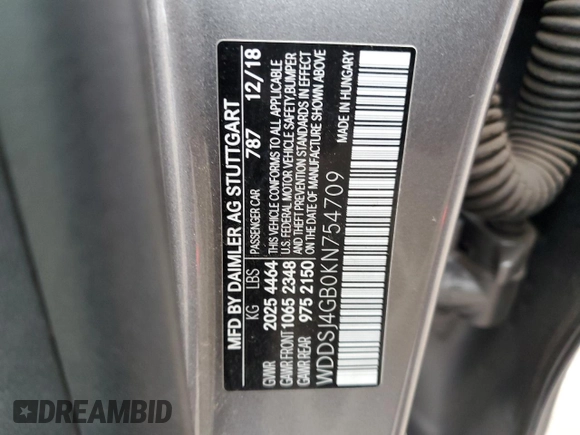 MFD BY DAIMLER AG STUTTGART
KG LBS PASSENGER CAR 787 12/18
GVWR 2025 4464
GAWR FRONT 1065 2348
GAWR REAR 975 2150
THIS VEHICLE CONFORMS TO ALL APPLICABLE
U.S. FEDERAL MOTOR VEHICLE SAFETY, BUMPER
AND THEFT PREVENTION STANDARDS IN EFFECT
ON THE DATE OF MANUFACTURE SHOWN ABOVE
MADE IN HUNGARY
WDDSJ4GB0KN754709
DREAMBID